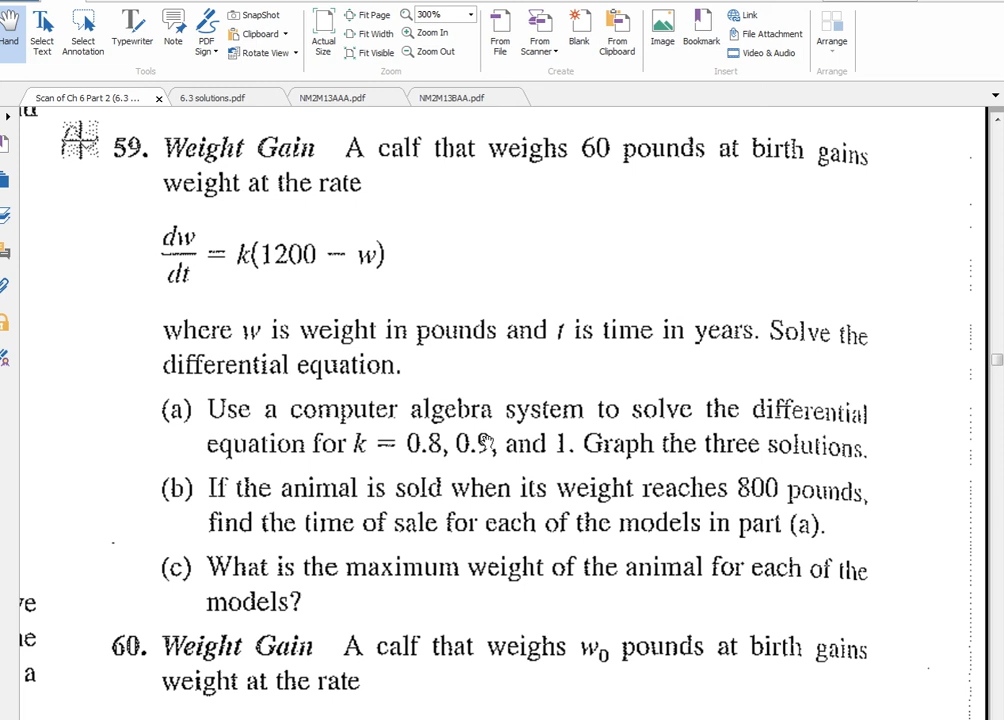 SnapShot
Fit Page
300%
Link
Clipboard
Zoom In
File Attachment
Hand
Select Text
Select Annotation
Typewriter
Note
PDF Sign
Rotate View
Actual Size
Fit Width
Fit Visible
Zoom Out
From File
From Scanner
Blank
From Clipboard
Image
Bookmark
Video & Audio
Arrange
Tools
Zoom
Create
Insert
Arrange
Scan of Ch 6 Part 2 (6.3 ... x
6.3 solutions.pdf
NM2M13AAA.pdf
NM2M13BAA.pdf
59. Weight Gain A calf that weighs 60 pounds at birth gains
weight at the rate
dw/dt = k(1200 − w)
where w is weight in pounds and t is time in years. Solve the
differential equation.
(a) Use a computer algebra system to solve the differential
equation for k = 0.8, 0.9, and 1. Graph the three solutions.
(b) If the animal is sold when its weight reaches 800 pounds,
find the time of sale for each of the models in part (a).
(c) What is the maximum weight of the animal for each of the
models?
60. Weight Gain A calf that weighs w₀ pounds at birth gains
weight at the rate
a